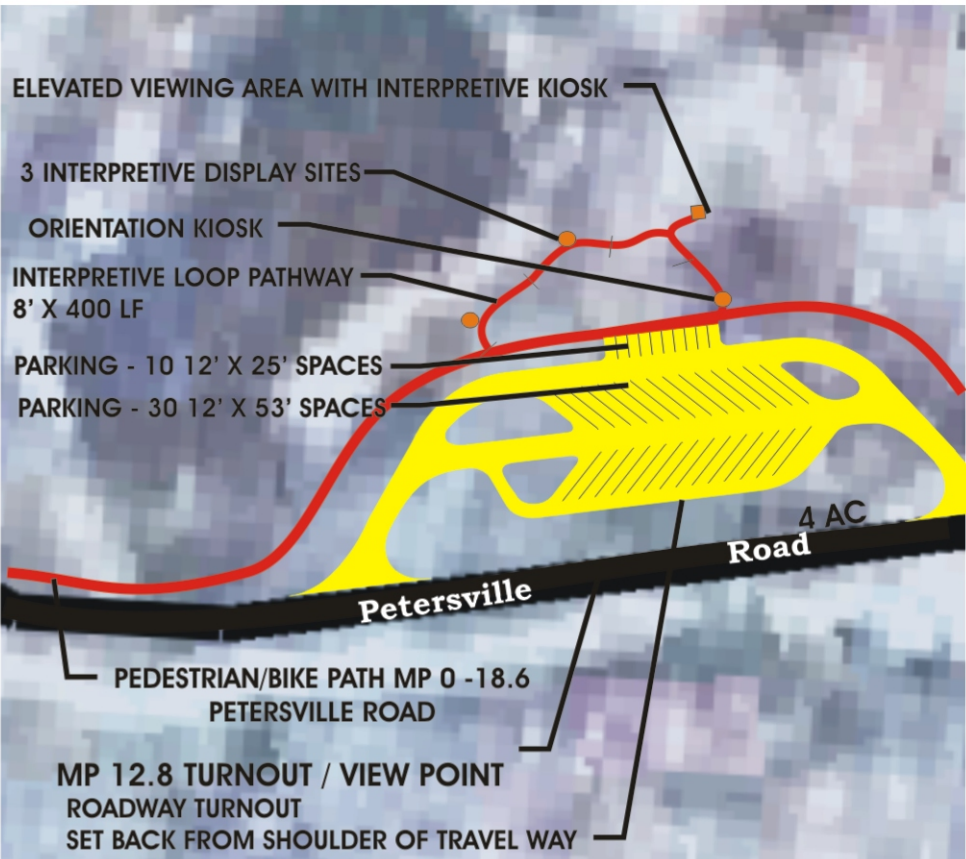 ELEVATED VIEWING AREA WITH INTERPRETIVE KIOSK
3 INTERPRETIVE DISPLAY SITES
ORIENTATION KIOSK
INTERPRETIVE LOOP PATHWAY
8' X 400 LF
PARKING - 10 12' X 25' SPACES
PARKING - 30 12' X 53' SPACES
4 AC
Petersville Road
PEDESTRIAN/BIKE PATH MP 0 -18.6
PETERSVILLE ROAD
MP 12.8 TURNOUT / VIEW POINT
ROADWAY TURNOUT
SET BACK FROM SHOULDER OF TRAVEL WAY